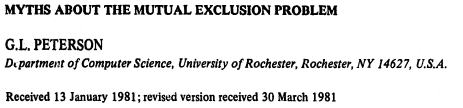 MYTHS ABOUT THE MUTUAL EXCLUSION PROBLEM
G.L. PETERSON
Department of Computer Science, University of Rochester, Rochester, NY 14627, U.S.A.
Received 13 January 1981; revised version received 30 March 1981